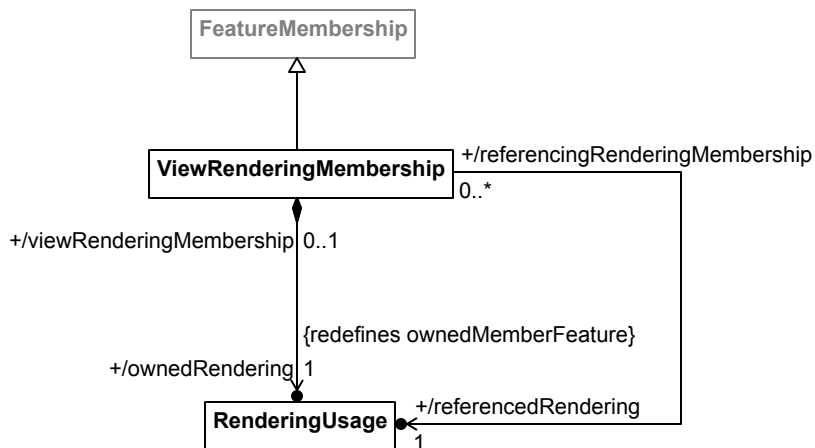 FeatureMembership
ViewRenderingMembership
+/referencingRenderingMembership
0..*
+/viewRenderingMembership
0..1
{redefines ownedMemberFeature}
+/ownedRendering
1
RenderingUsage
+/referencedRendering
1